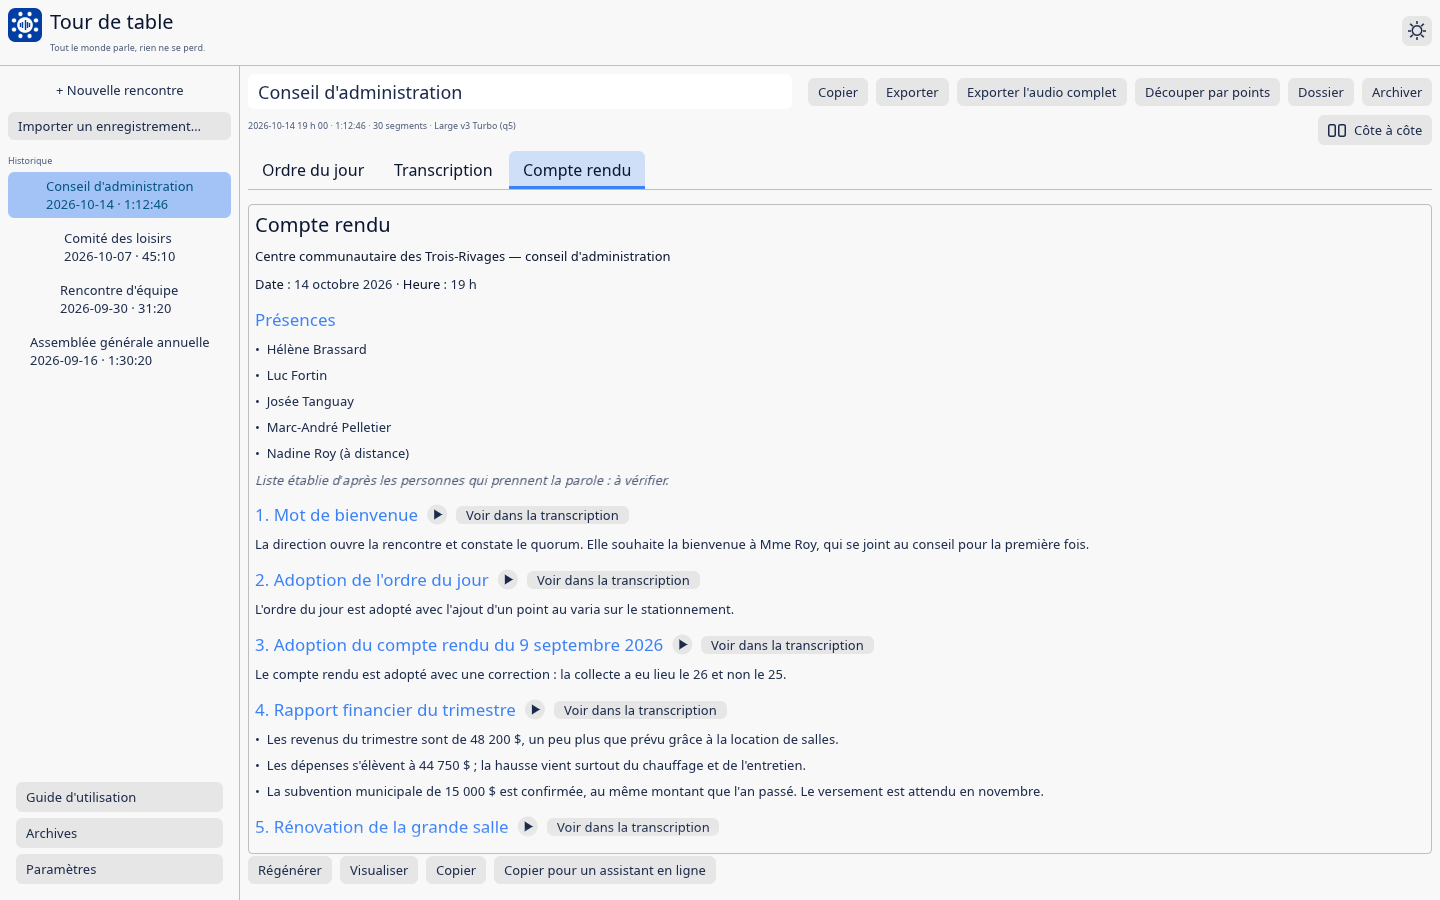 Tour de table
Tout le monde parle, rien ne se perd.
+ Nouvelle rencontre
Importer un enregistrement...
Historique
Conseil d'administration
2026-10-14 · 1:12:46
Comité des loisirs
2026-10-07 · 45:10
Rencontre d'équipe
2026-09-30 · 31:20
Assemblée générale annuelle
2026-09-16 · 1:30:20
Guide d'utilisation
Archives
Paramètres
Conseil d'administration
Copier
Exporter
Exporter l'audio complet
Découper par points
Dossier
Archiver
2026-10-14 19 h 00 · 1:12:46 · 30 segments · Large v3 Turbo (q5)
Côte à côte
Ordre du jour
Transcription
Compte rendu
Compte rendu
Centre communautaire des Trois-Rivages — conseil d'administration
Date : 14 octobre 2026 · Heure : 19 h
Présences
• Hélène Brassard
• Luc Fortin
• Josée Tanguay
• Marc-André Pelletier
• Nadine Roy (à distance)
Liste établie d'après les personnes qui prennent la parole : à vérifier.
1. Mot de bienvenue Voir dans la transcription
La direction ouvre la rencontre et constate le quorum. Elle souhaite la bienvenue à Mme Roy, qui se joint au conseil pour la première fois.
2. Adoption de l'ordre du jour Voir dans la transcription
L'ordre du jour est adopté avec l'ajout d'un point au varia sur le stationnement.
3. Adoption du compte rendu du 9 septembre 2026 Voir dans la transcription
Le compte rendu est adopté avec une correction : la collecte a eu lieu le 26 et non le 25.
4. Rapport financier du trimestre Voir dans la transcription
• Les revenus du trimestre sont de 48 200 $, un peu plus que prévu grâce à la location de salles.
• Les dépenses s'élèvent à 44 750 $ ; la hausse vient surtout du chauffage et de l'entretien.
• La subvention municipale de 15 000 $ est confirmée, au même montant que l'an passé. Le versement est attendu en novembre.
5. Rénovation de la grande salle Voir dans la transcription
Régénérer
Visualiser
Copier
Copier pour un assistant en ligne